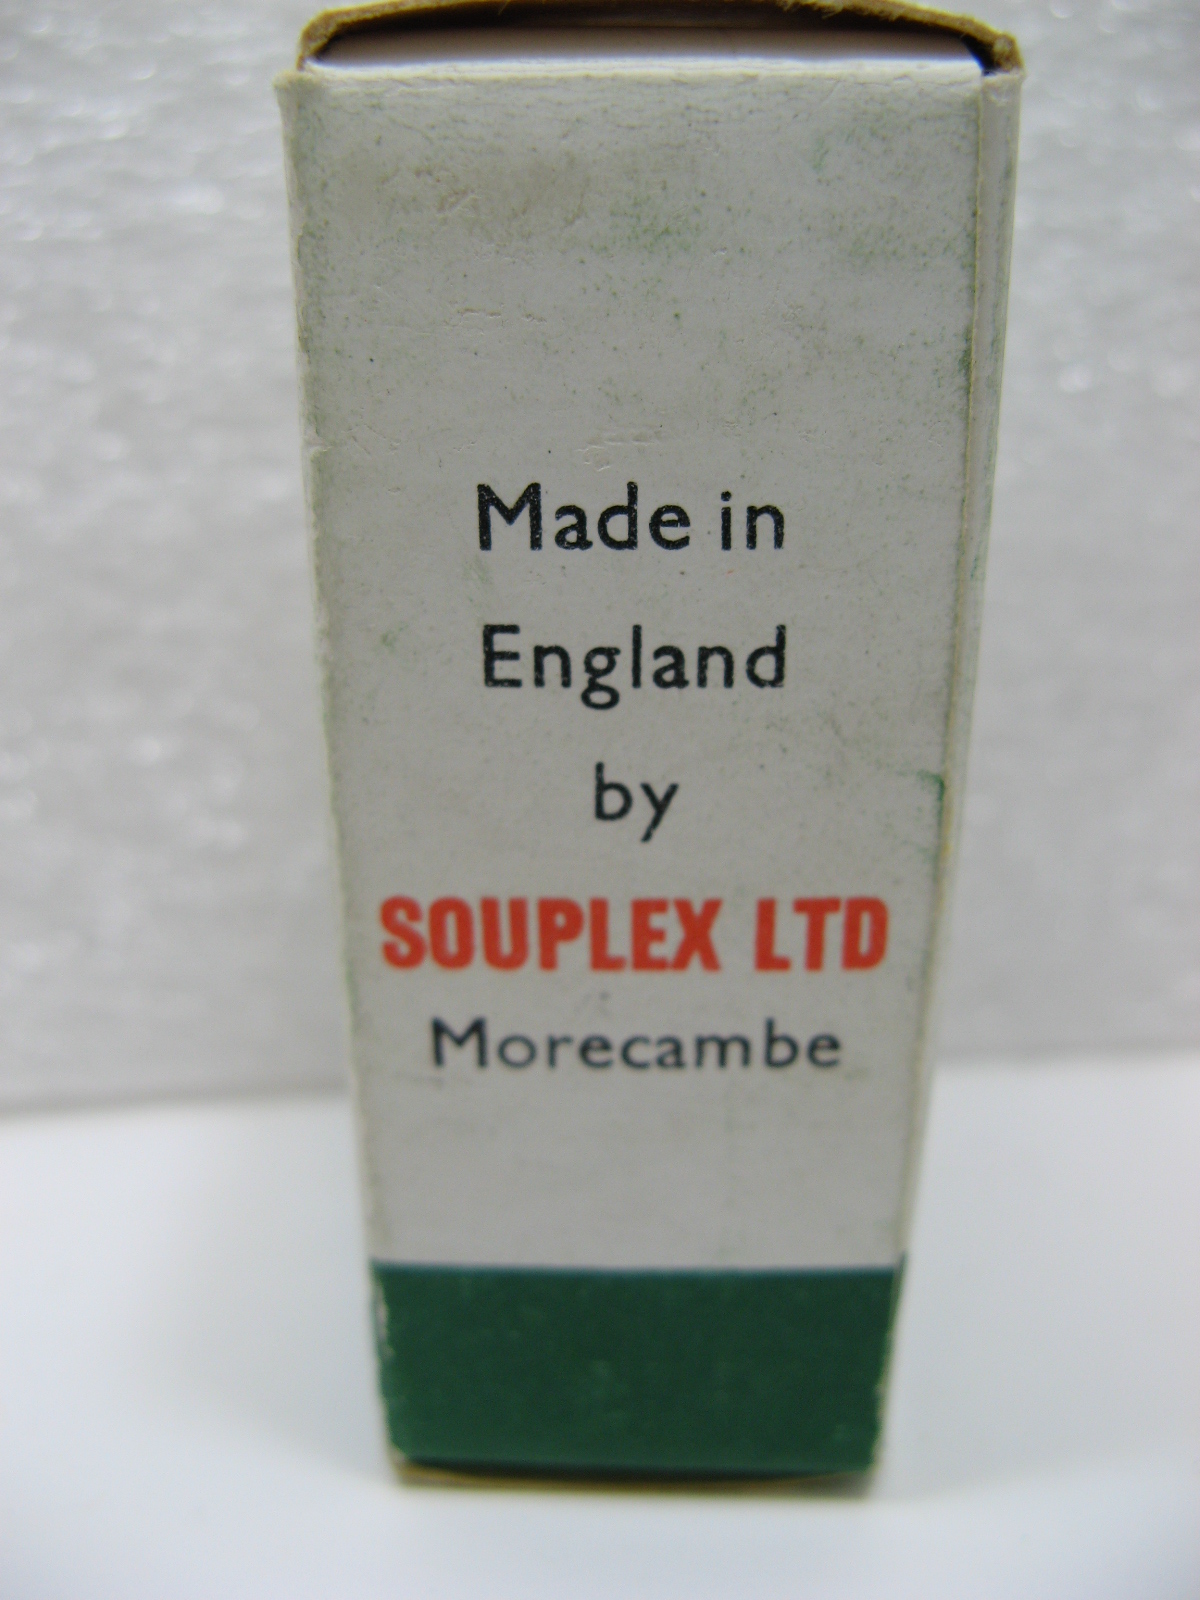 Made in
England
by
SOUPLEX LTD
Morecambe